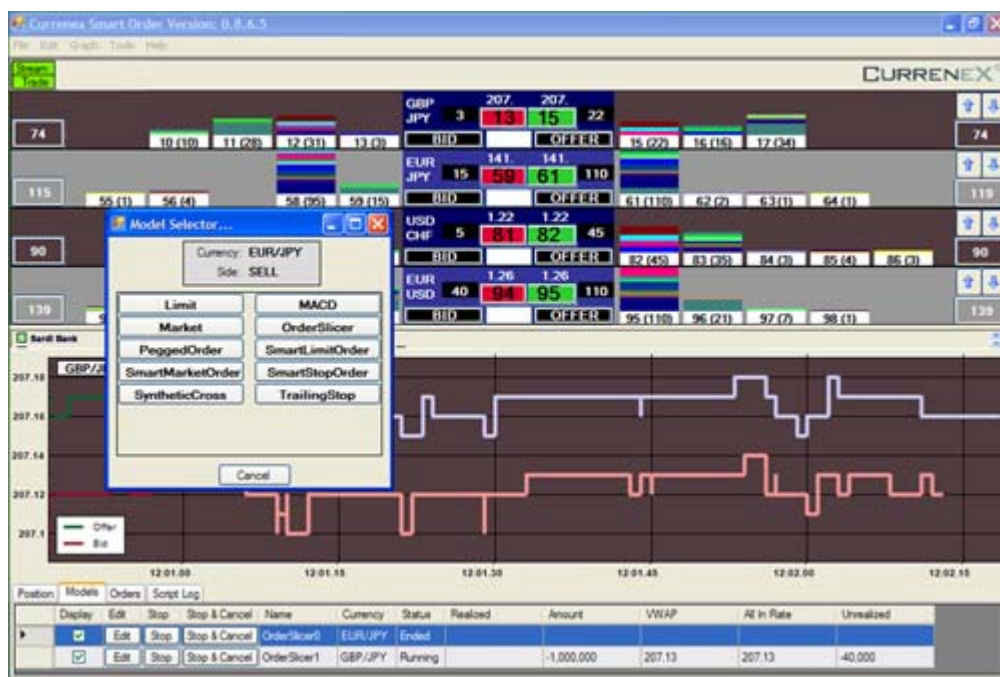 Currenex Smart Order Version: 0.8.6.5
File Edit Graph Tools Help
Stream
Trade
CURRENEX
GBP 207. 207.
JPY 3 13 15 22
74 10 (10) 11 (28) 12 (31) 13 (3) BID OFFER 15 (22) 16 (16) 17 (34) 74
EUR 141. 141.
JPY 15 59 61 110
115 55 (1) 56 (4) 58 (95) 59 (15) BID OFFER 61 (110) 62 (2) 63 (1) 64 (1) 119
USD 1.22 1.22
CHF 5 81 82 45
90 BID OFFER 82 (45) 83 (35) 84 (3) 85 (4) 86 (3) 90
EUR 1.26 1.26
USD 40 94 95 110
139 BID OFFER 95 (110) 96 (21) 97 (7) 98 (1) 139
Model Selector...
Currency: EUR/JPY
Side: SELL
Limit MACD
Market OrderSlicer
PeggedOrder SmartLimitOrder
SmartMarketOrder SmartStopOrder
SyntheticCross TrailingStop
Cancel
Bank
GBP/J
207.18
207.16
207.14
207.12
207.1
Offer
Bid
12:01.00 12:01.15 12:01.30 12:01.45 12:02.00 12:02.15
Position Models Orders Script Log
Display Edit Stop Stop & Cancel Name Currency Status Realized Amount VWAP All In Rate Unrealized
Edit Stop Stop & Cancel OrderSlicer0 EUR/JPY Ended
Edit Stop Stop & Cancel OrderSlicer1 GBP/JPY Running -1,000,000 207.13 207.13 -40,000